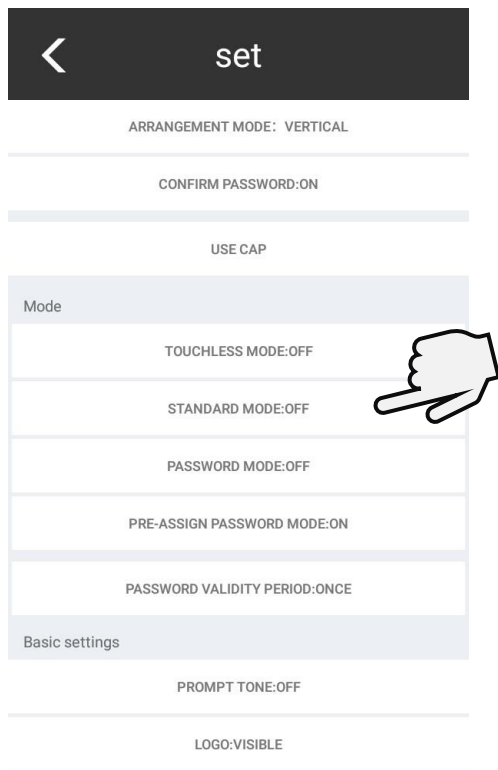 set
ARRANGEMENT MODE: VERTICAL
CONFIRM PASSWORD:ON
USE CAP
Mode
TOUCHLESS MODE:OFF
STANDARD MODE:OFF
PASSWORD MODE:OFF
PRE-ASSIGN PASSWORD MODE:ON
PASSWORD VALIDITY PERIOD:ONCE
Basic settings
PROMPT TONE:OFF
LOGO:VISIBLE